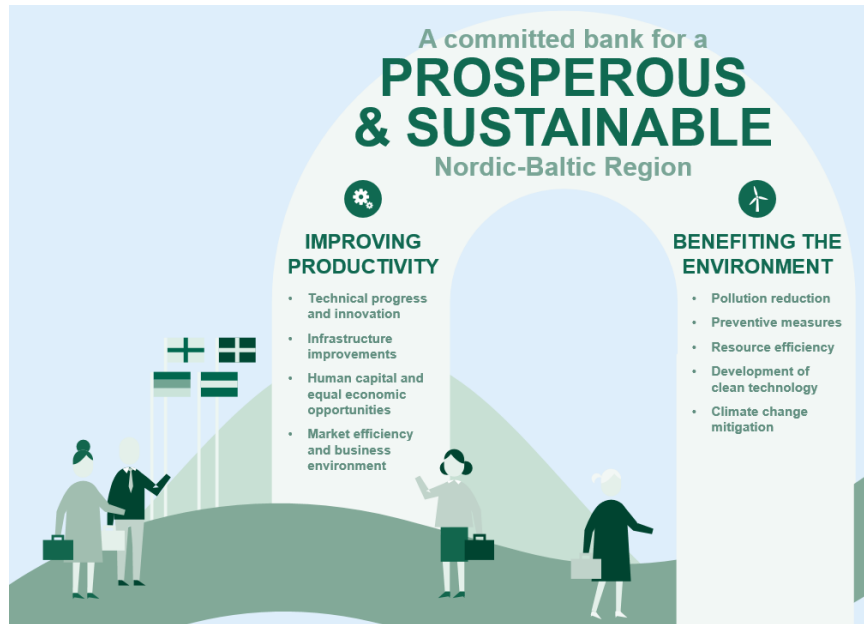 A committed bank for a
PROSPEROUS
& SUSTAINABLE
Nordic-Baltic Region
IMPROVING
PRODUCTIVITY
• Technical progress
and innovation
• Infrastructure
improvements
• Human capital and
equal economic
opportunities
• Market efficiency
and business
environment
BENEFITING THE
ENVIRONMENT
• Pollution reduction
• Preventive measures
• Resource efficiency
• Development of
clean technology
• Climate change
mitigation